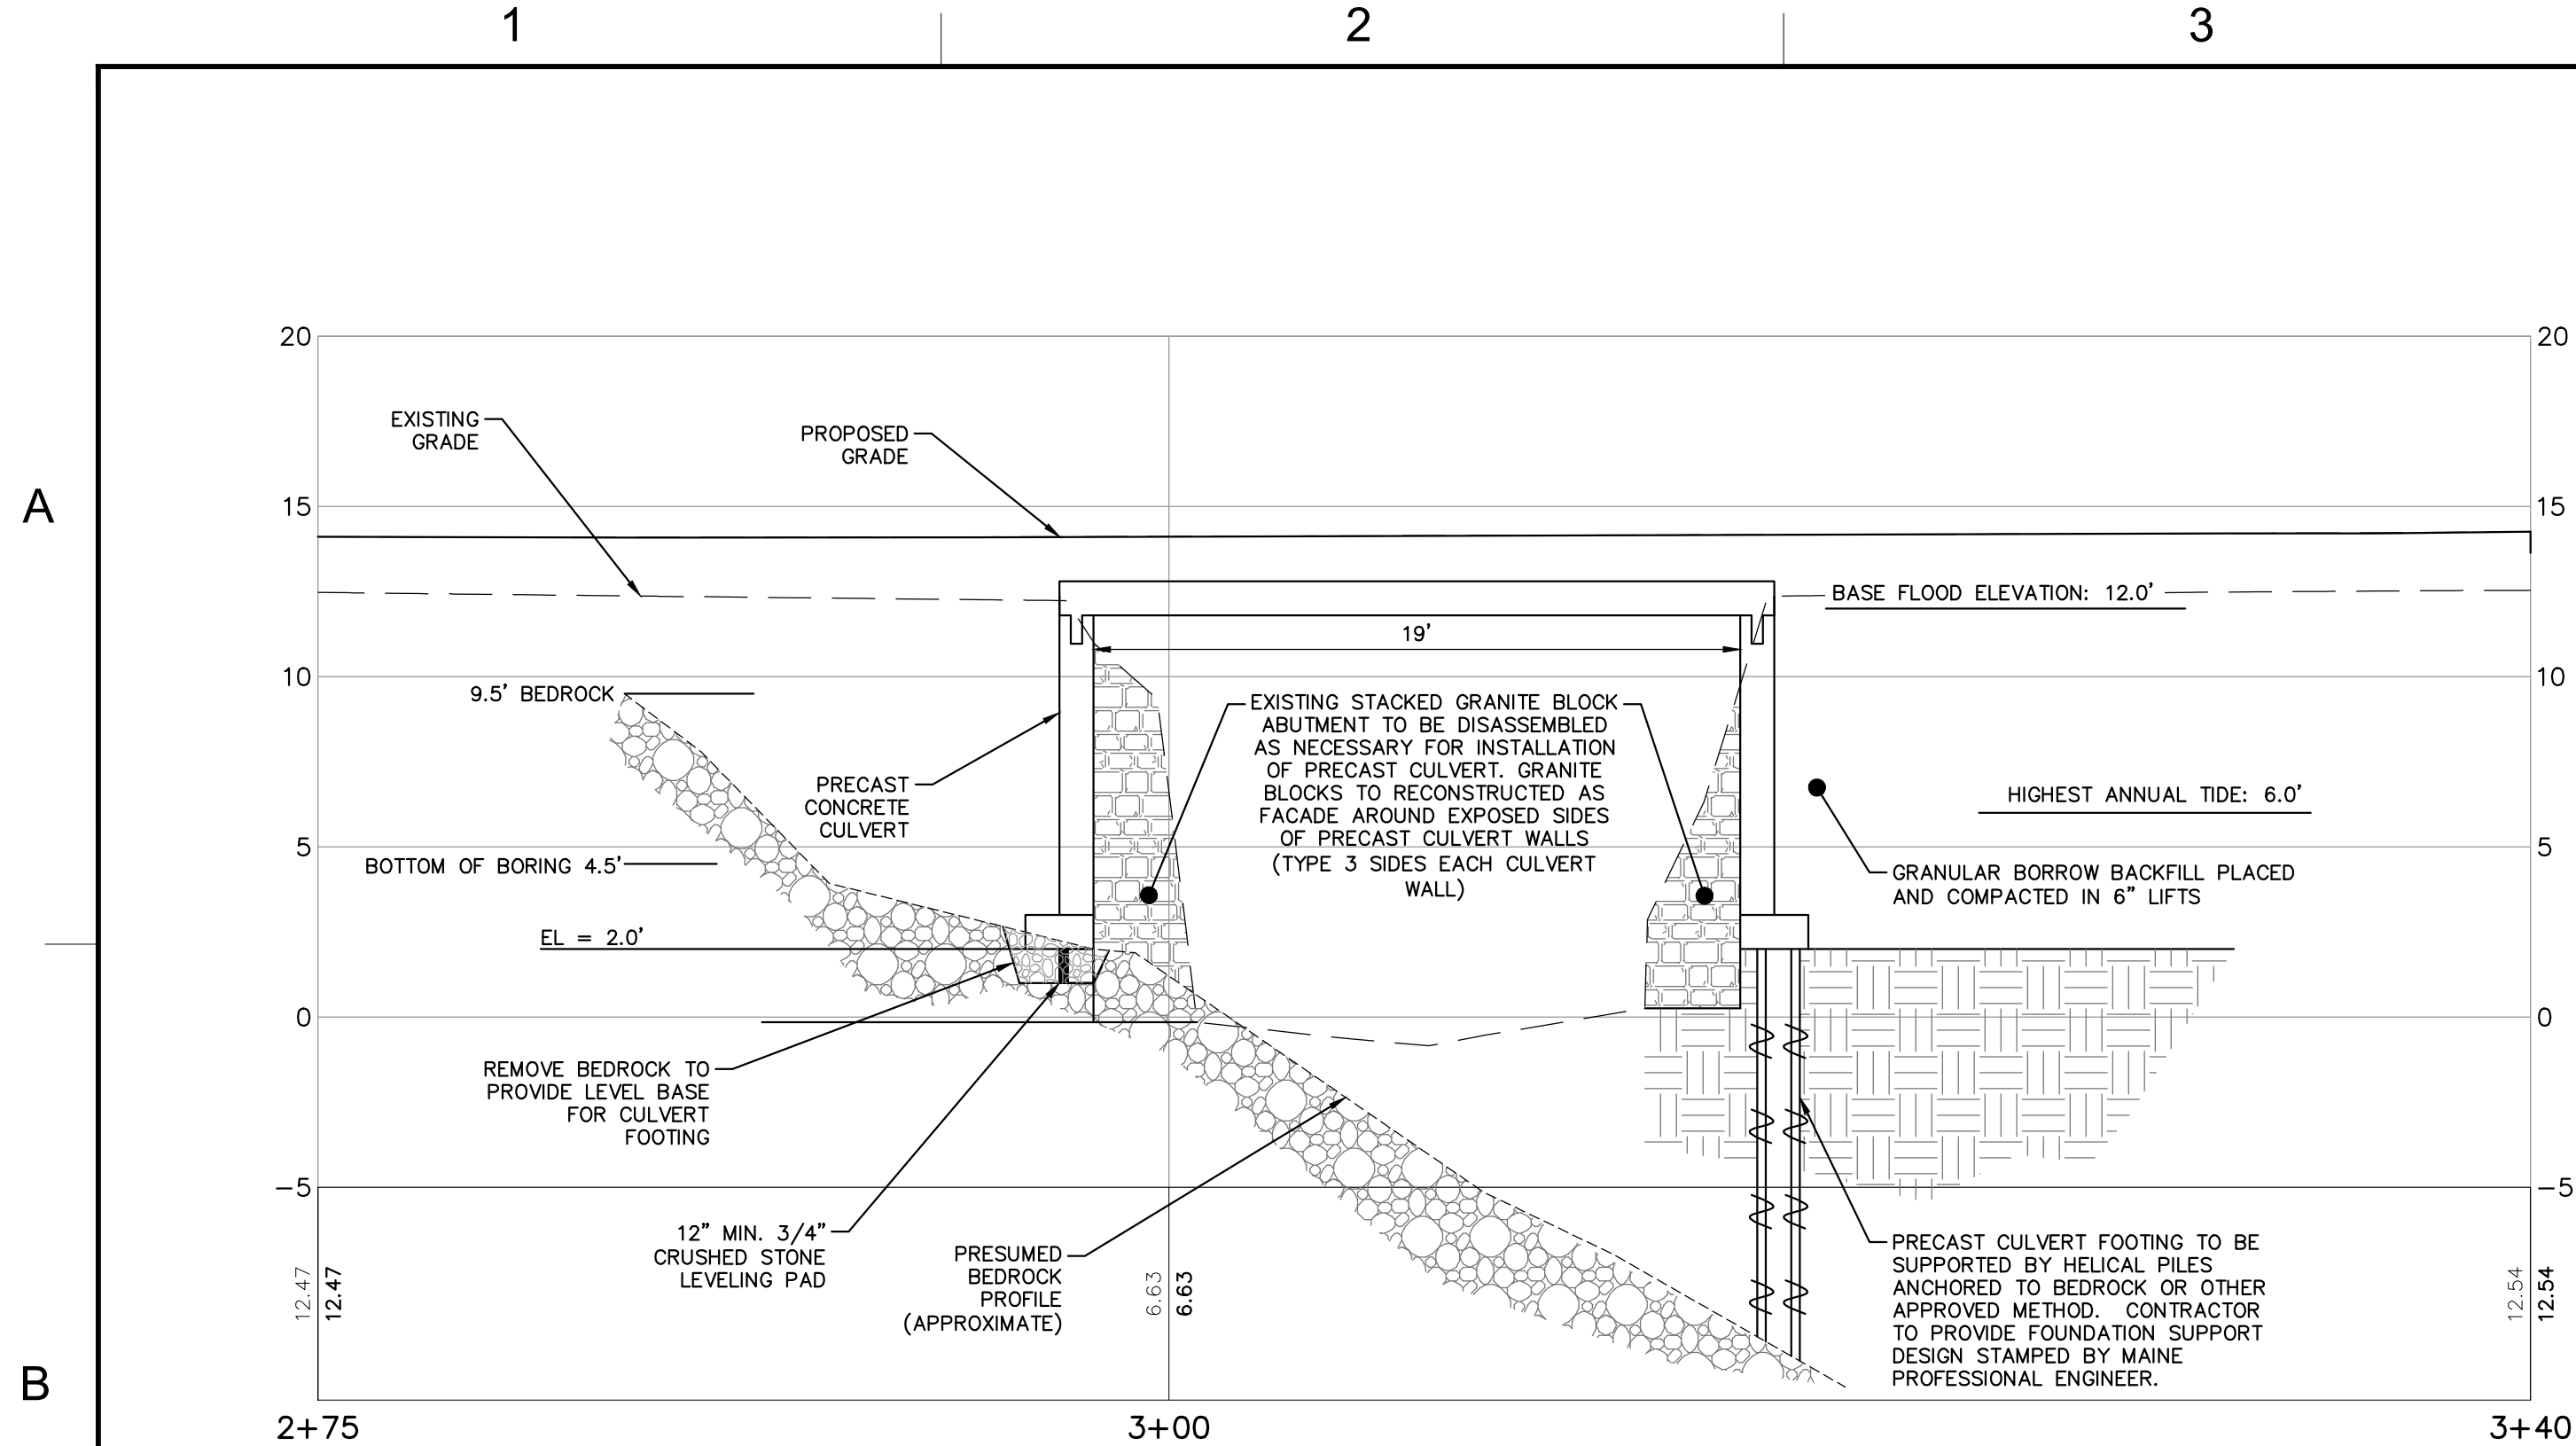 1
2
3
A
B
20
20
15
15
10
10
5
5
0
0
-5
-5
EXISTING
GRADE
PROPOSED
GRADE
BASE FLOOD ELEVATION: 12.0'
19'
9.5' BEDROCK
EXISTING STACKED GRANITE BLOCK
ABUTMENT TO BE DISASSEMBLED
AS NECESSARY FOR INSTALLATION
OF PRECAST CULVERT. GRANITE
BLOCKS TO RECONSTRUCTED AS
FACADE AROUND EXPOSED SIDES
OF PRECAST CULVERT WALLS
(TYPE 3 SIDES EACH CULVERT
WALL)
PRECAST
CONCRETE
CULVERT
HIGHEST ANNUAL TIDE: 6.0'
BOTTOM OF BORING 4.5'
GRANULAR BORROW BACKFILL PLACED
AND COMPACTED IN 6" LIFTS
EL = 2.0'
REMOVE BEDROCK TO
PROVIDE LEVEL BASE
FOR CULVERT
FOOTING
12" MIN. 3/4"
CRUSHED STONE
LEVELING PAD
PRESUMED
BEDROCK
PROFILE
(APPROXIMATE)
PRECAST CULVERT FOOTING TO BE
SUPPORTED BY HELICAL PILES
ANCHORED TO BEDROCK OR OTHER
APPROVED METHOD.  CONTRACTOR
TO PROVIDE FOUNDATION SUPPORT
DESIGN STAMPED BY MAINE
PROFESSIONAL ENGINEER.
12.47
12.47
6.63
6.63
12.54
12.54
2+75
3+00
3+40